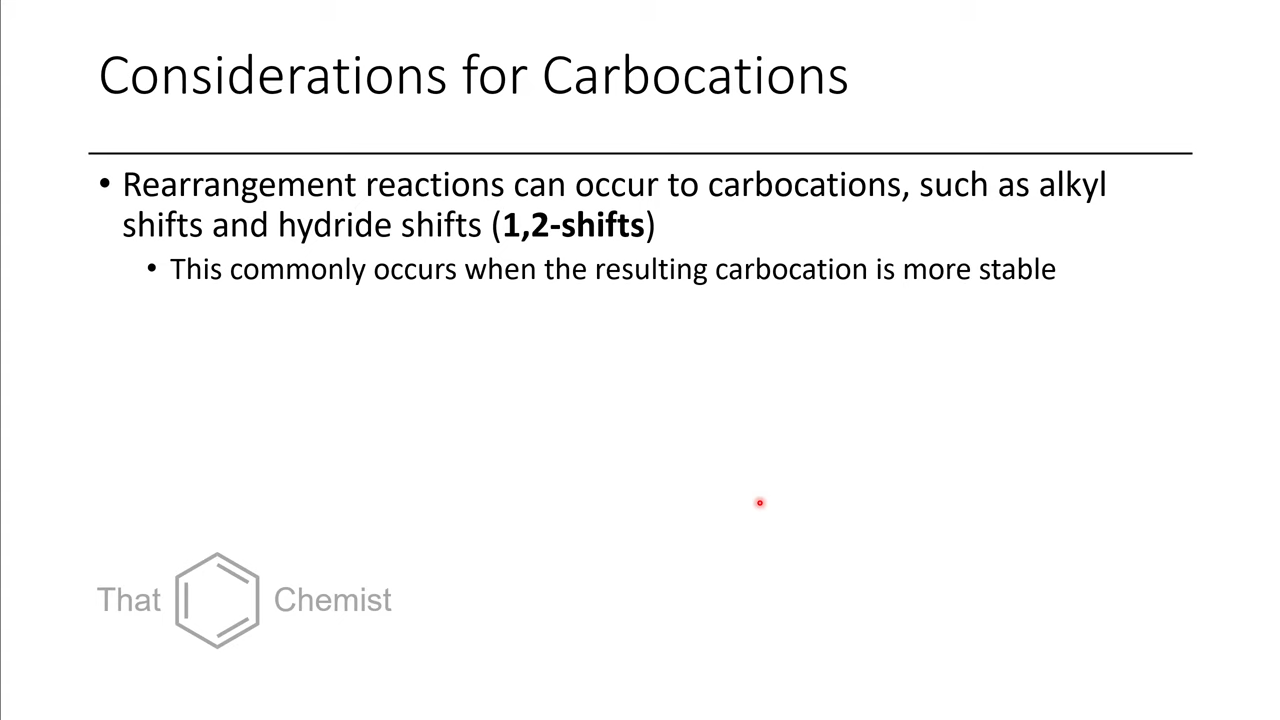 Considerations for Carbocations
• Rearrangement reactions can occur to carbocations, such as alkyl
shifts and hydride shifts (1,2-shifts)
• This commonly occurs when the resulting carbocation is more stable
That Chemist